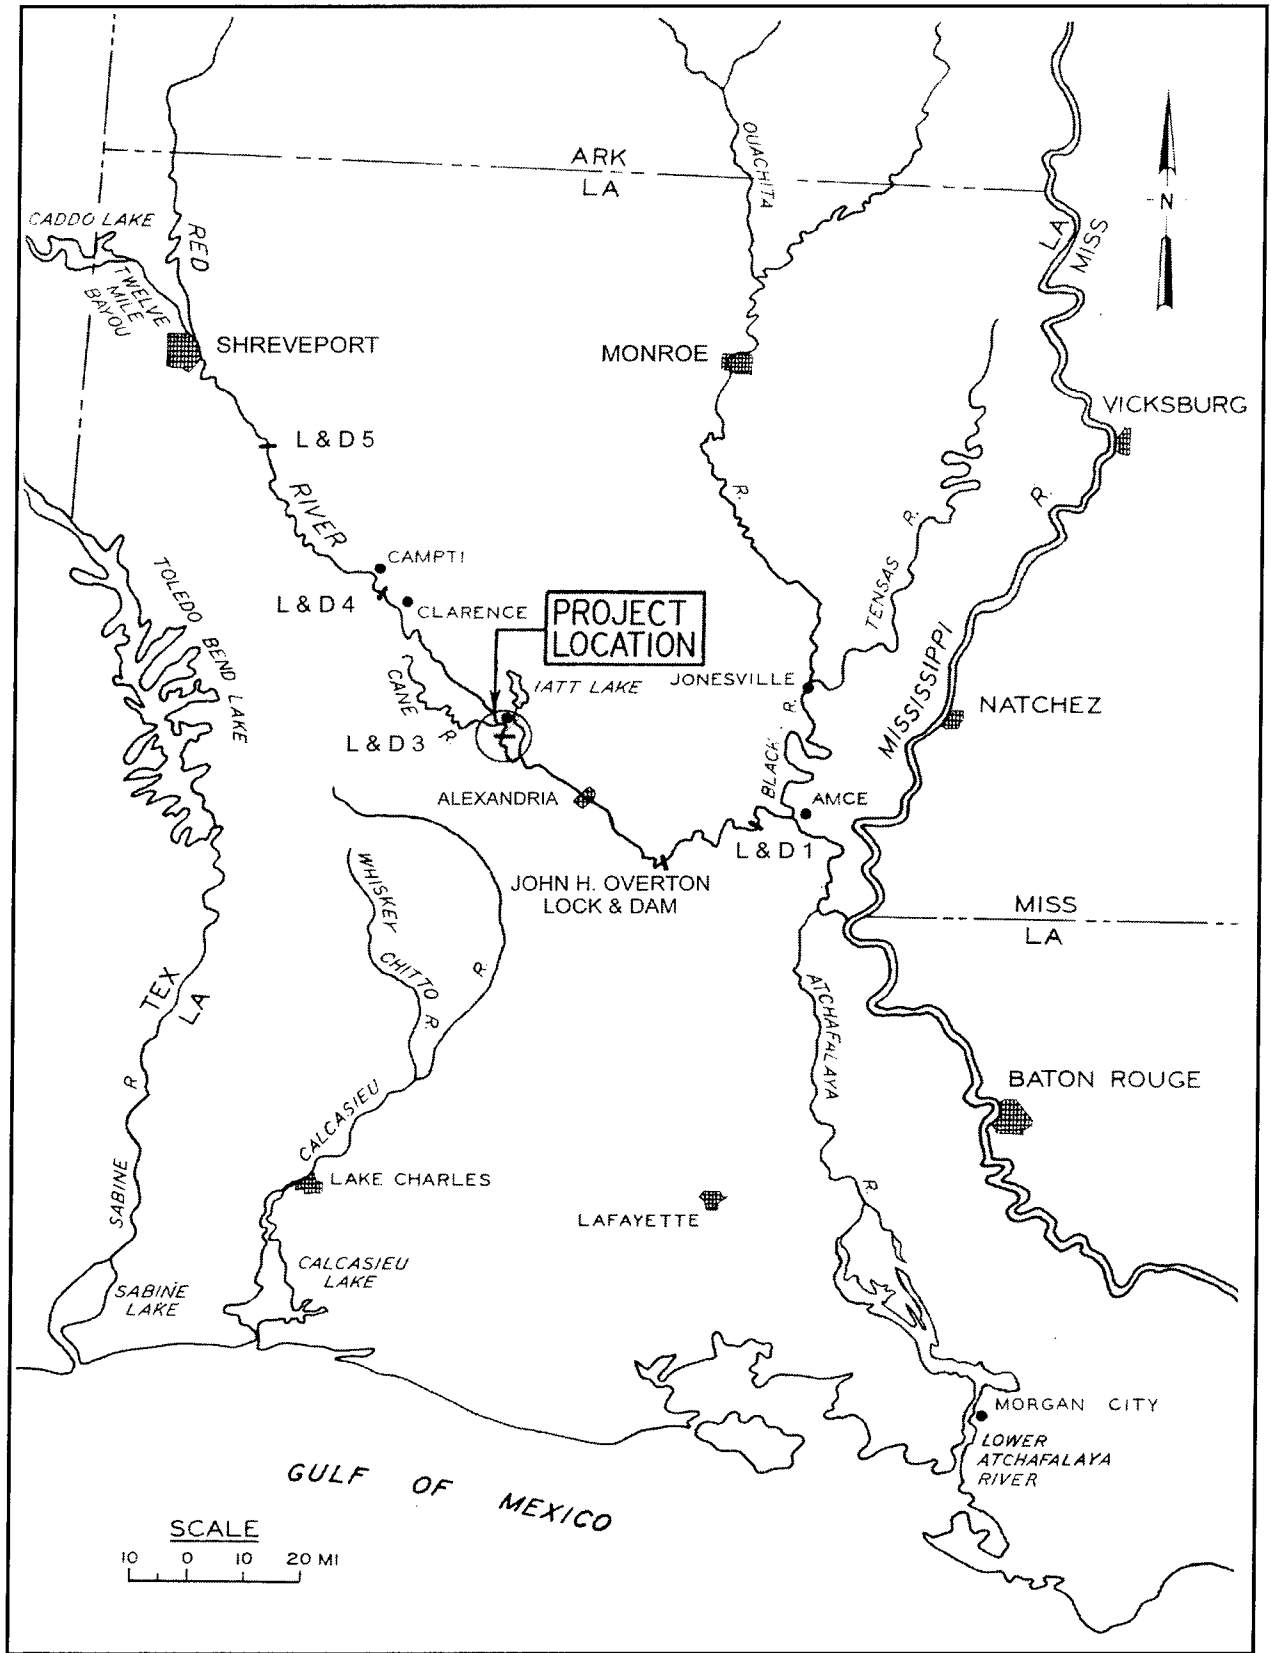 ARK
LA
OUACHITA
N
CADDO LAKE
RED
LA
MISS
TWELVE
MILE
BAYOU
SHREVEPORT
MONROE
VICKSBURG
L & D 5
RIVER
R.
R.
R.
CAMPTI
TOLEDO BEND LAKE
L & D 4
CLARENCE
PROJECT
LOCATION
TENSAS
MISSISSIPPI
CANE
R.
IATT LAKE
JONESVILLE
R.
NATCHEZ
L & D 3
BLACK
ALEXANDRIA
AMCE
L & D 1
WHISKEY
CHITTO
R.
JOHN H. OVERTON
LOCK & DAM
MISS
LA
R.
TEX
LA
ATCHAFALAYA
R.
SABINE
R
CALCASIEU
BATON ROUGE
LAKE CHARLES
LAFAYETTE
CALCASIEU
LAKE
SABINE
LAKE
MORGAN CITY
LOWER
ATCHAFALAYA
RIVER
GULF OF MEXICO
SCALE
10 0 10 20 MI